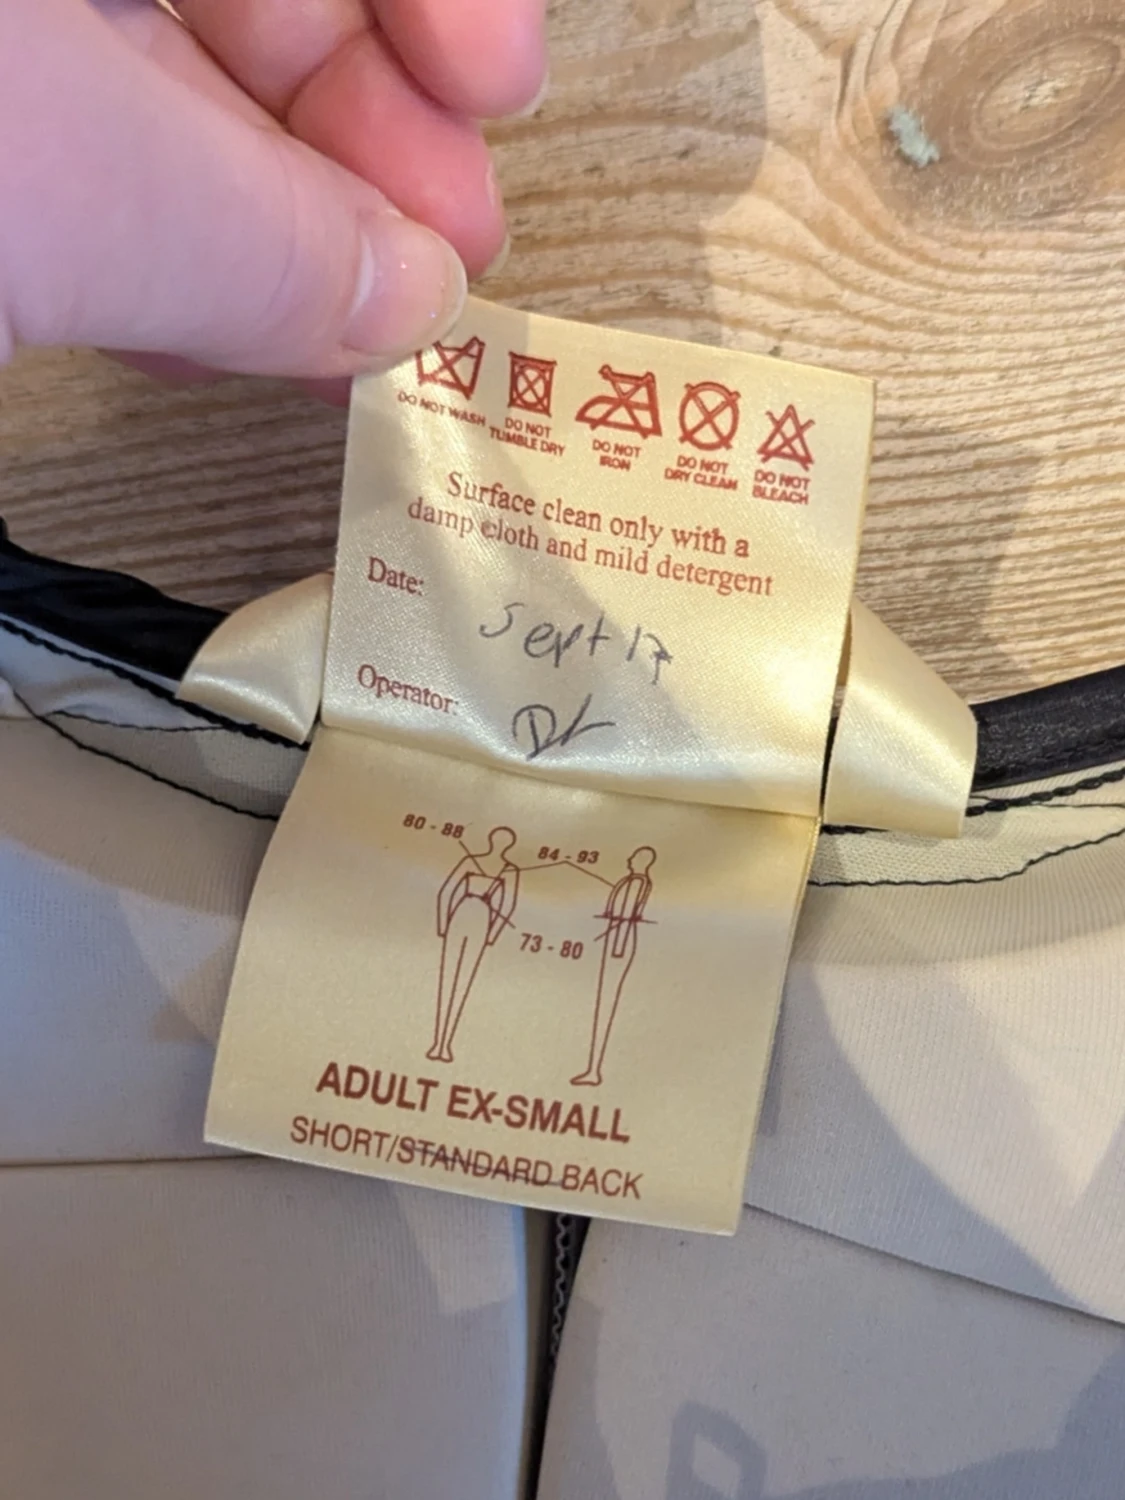 DO NOT WASH
DO NOT TUMBLE DRY
DO NOT IRON
DO NOT DRY CLEAN
DO NOT BLEACH
Surface clean only with a
damp cloth and mild detergent
Date: Sept 17
Operator:
80 - 88
84 - 93
73 - 80
ADULT EX-SMALL
SHORT/STANDARD BACK